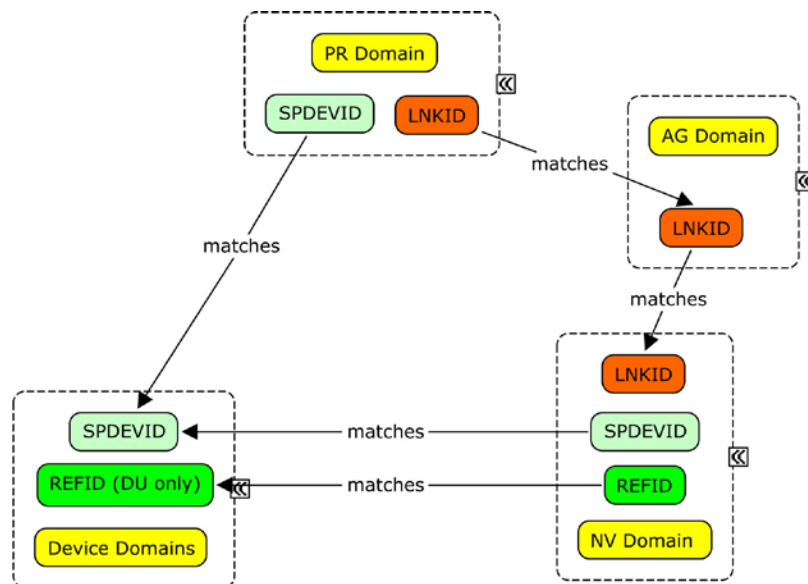 PR Domain
SPDEVID
LNKID
matches
AG Domain
LNKID
matches
matches
LNKID
SPDEVID
matches
SPDEVID
REFID (DU only)
matches
REFID
Device Domains
NV Domain